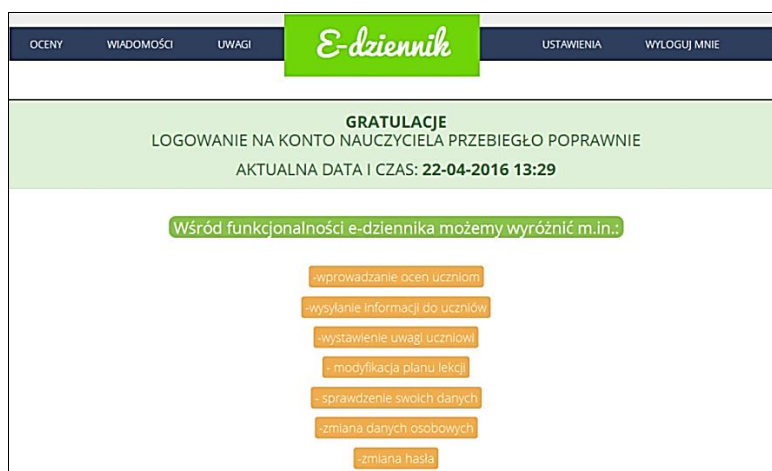 OCENY WIADOMOŚCI UWAGI E-dziennik USTAWIENIA WYLOGUJ MNIE
GRATULACJE
LOGOWANIE NA KONTO NAUCZYCIELA PRZEBIEGŁO POPRAWNIE
AKTUALNA DATA I CZAS: 22-04-2016 13:29
Wśród funkcjonalności e-dziennika możemy wyróżnić m.in.:
-wprowadzanie ocen uczniom
-wysyłanie informacji do uczniów
-wystawienie uwagi uczniowi
- modyfikacja planu lekcji
- sprawdzenie swoich danych
-zmiana danych osobowych
-zmiana hasła